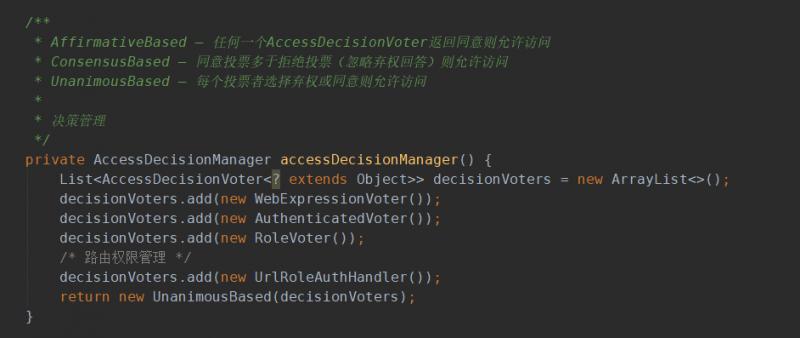 /**
 * AffirmativeBased – 任何一个AccessDecisionVoter返回同意则允许访问
 * ConsensusBased – 同意投票多于拒绝投票（忽略弃权回答）则允许访问
 * UnanimousBased – 每个投票者选择弃权或同意则允许访问
 *
 * 决策管理
 */
private AccessDecisionManager accessDecisionManager() {
    List<AccessDecisionVoter<? extends Object>> decisionVoters = new ArrayList<>();
    decisionVoters.add(new WebExpressionVoter());
    decisionVoters.add(new AuthenticatedVoter());
    decisionVoters.add(new RoleVoter());
    /* 路由权限管理 */
    decisionVoters.add(new UrlRoleAuthHandler());
    return new UnanimousBased(decisionVoters);
}